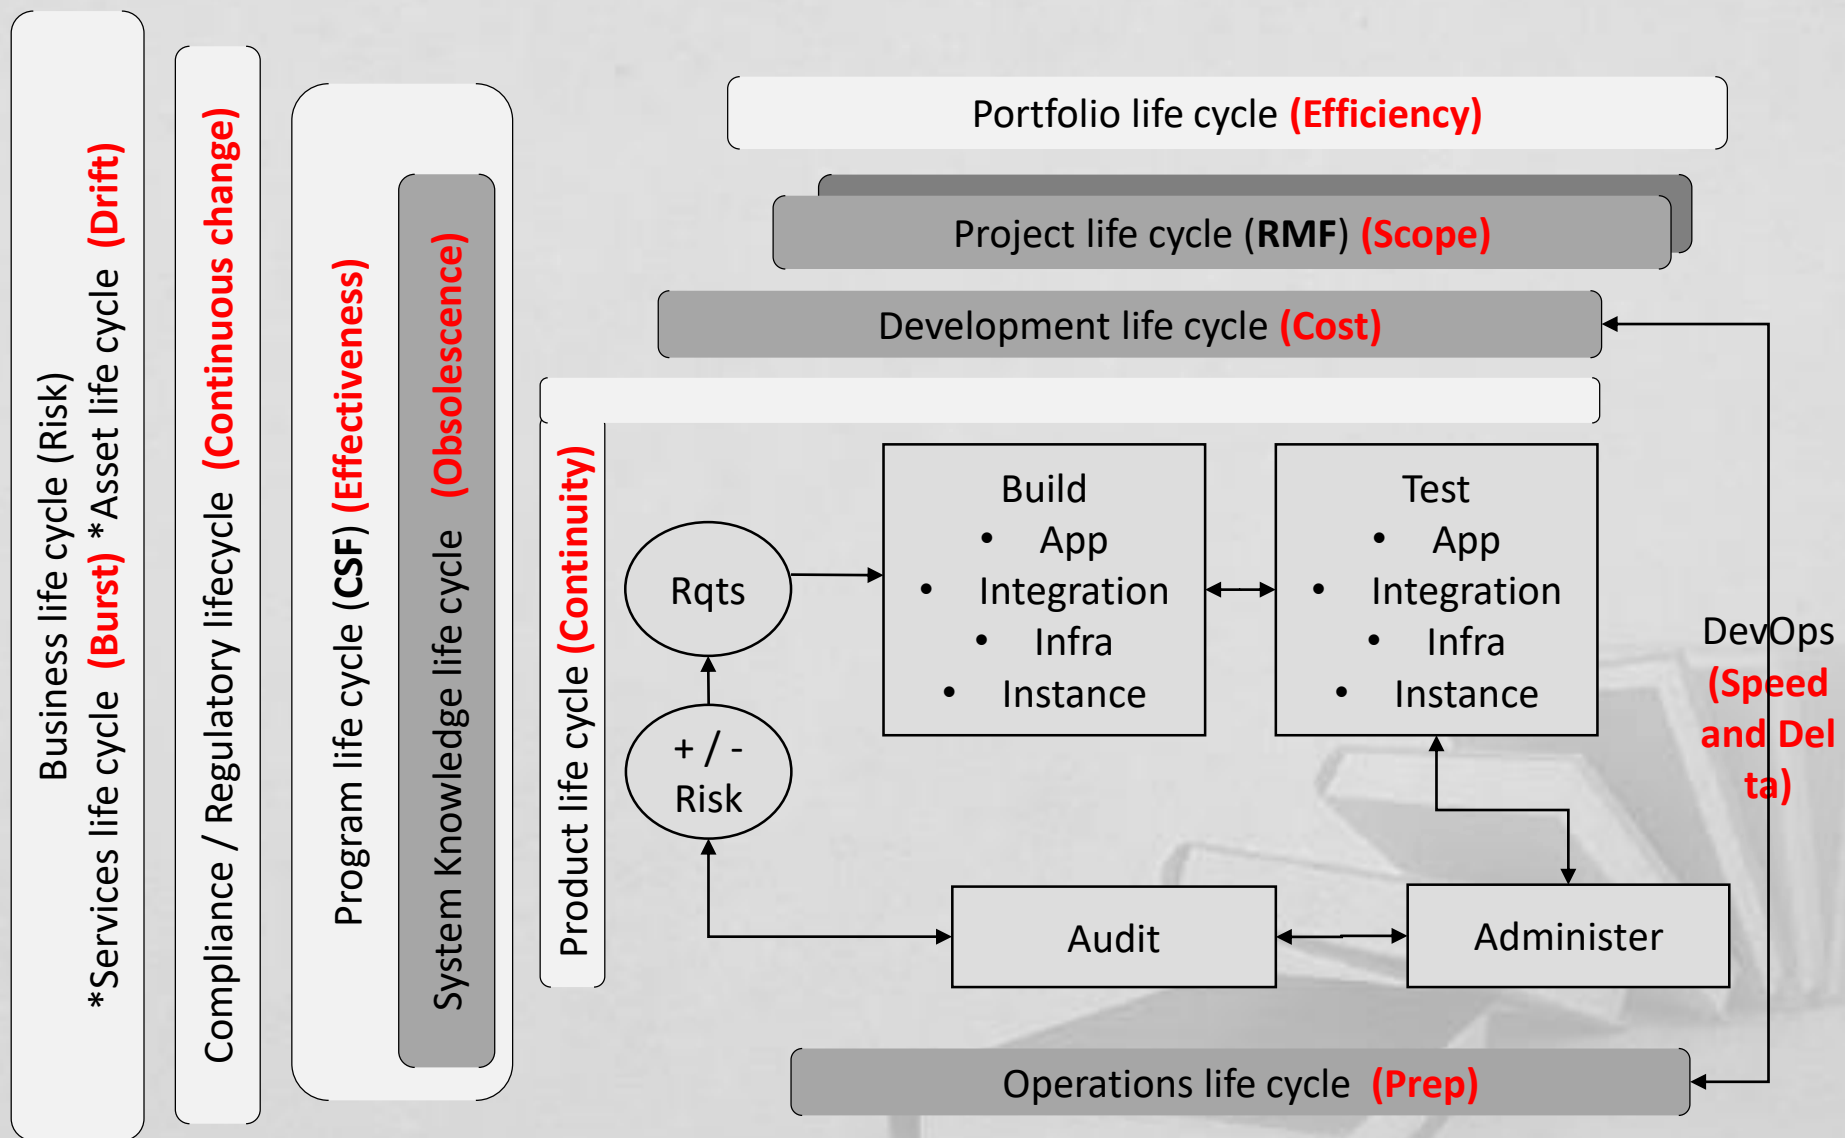 Business life cycle (Risk)
*Services life cycle (Burst) *Asset life cycle (Drift)
Compliance / Regulatory lifecycle (Continuous change)
Program life cycle (CSF) (Effectiveness)
System Knowledge life cycle (Obsolescence)
Portfolio life cycle (Efficiency)
Project life cycle (RMF) (Scope)
Development life cycle (Cost)
Product life cycle (Continuity)
Rqts
+ / -
Risk
Build
• App
• Integration
• Infra
• Instance
Test
• App
• Integration
• Infra
• Instance
DevOps
(Speed
and Del
ta)
Audit
Administer
Operations life cycle (Prep)